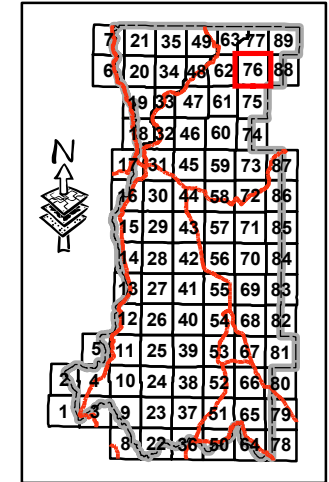 7 21 35 49 63 77 89
6 20 34 48 62 76 88
19 33 47 61 75
18 32 46 60 74
N
17 31 45 59 73 87
16 30 44 58 72 86
15 29 43 57 71 85
14 28 42 56 70 84
13 27 41 55 69 83
12 26 40 54 68 82
5 11 25 39 53 67 81
2 4 10 24 38 52 66 80
1 3 9 23 37 51 65 79
8 22 36 50 64 78